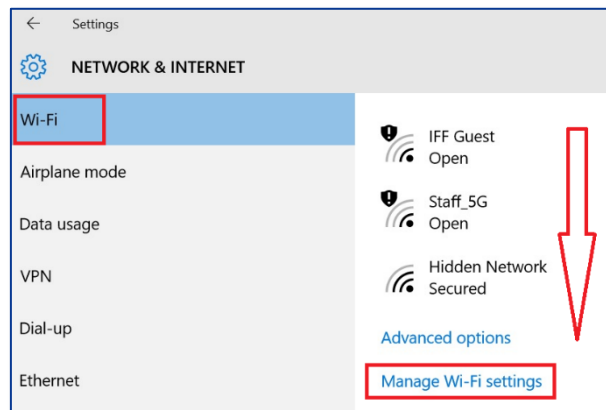 Settings
NETWORK & INTERNET
Wi-Fi
Airplane mode
Data usage
VPN
Dial-up
Ethernet
IFF Guest
Open
Staff_5G
Open
Hidden Network
Secured
Advanced options
Manage Wi-Fi settings